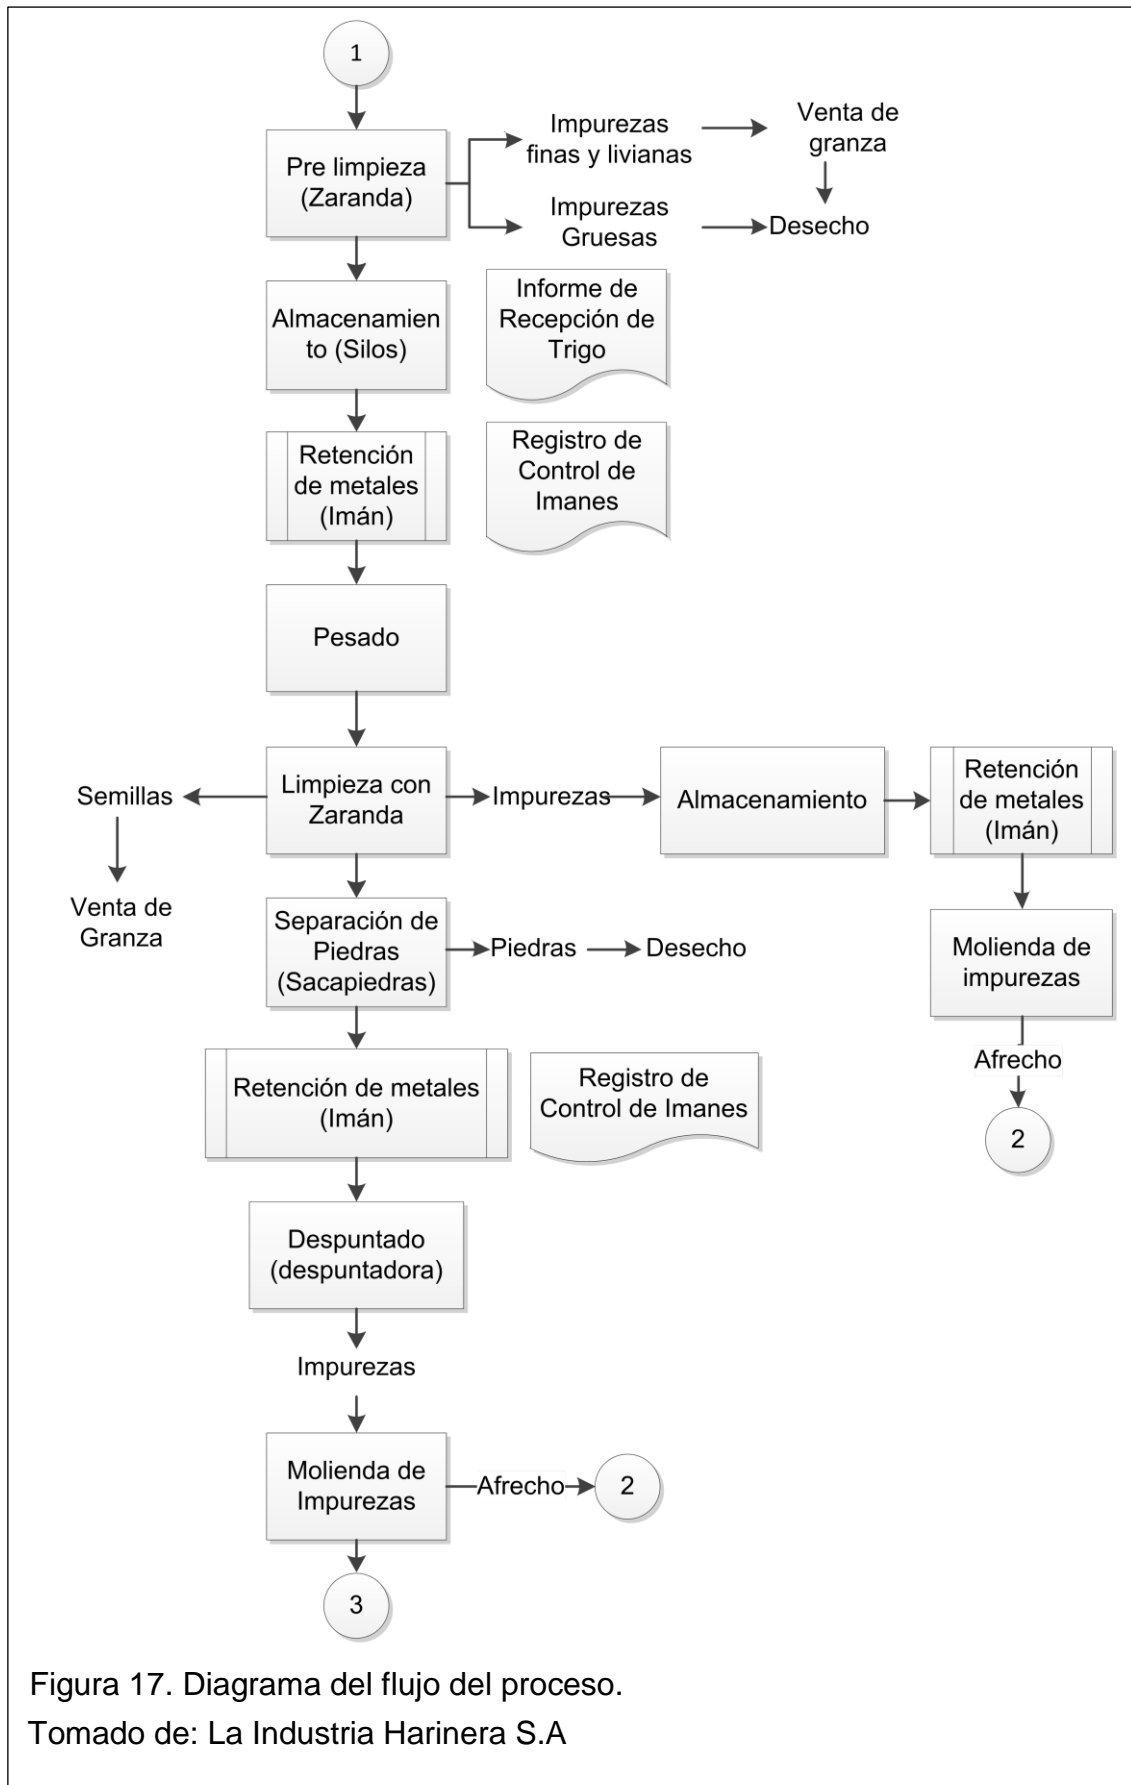 1
Pre limpieza
(Zaranda)
Impurezas
finas y livianas
Venta de
granza
Impurezas
Gruesas
Desecho
Almacenamien
to (Silos)
Informe de
Recepción de
Trigo
Retención
de metales
(Imán)
Registro de
Control de
Imanes
Pesado
Semillas
Limpieza con
Zaranda
Impurezas
Almacenamiento
Retención
de metales
(Imán)
Venta de
Granza
Separación de
Piedras
(Sacapiedras)
Piedras
Desecho
Molienda de
impurezas
Afrecho
2
Retención de metales
(Imán)
Registro de
Control de Imanes
Despuntado
(despuntadora)
Impurezas
Molienda de
Impurezas
Afrecho
2
3
Figura 17. Diagrama del flujo del proceso.
Tomado de: La Industria Harinera S.A